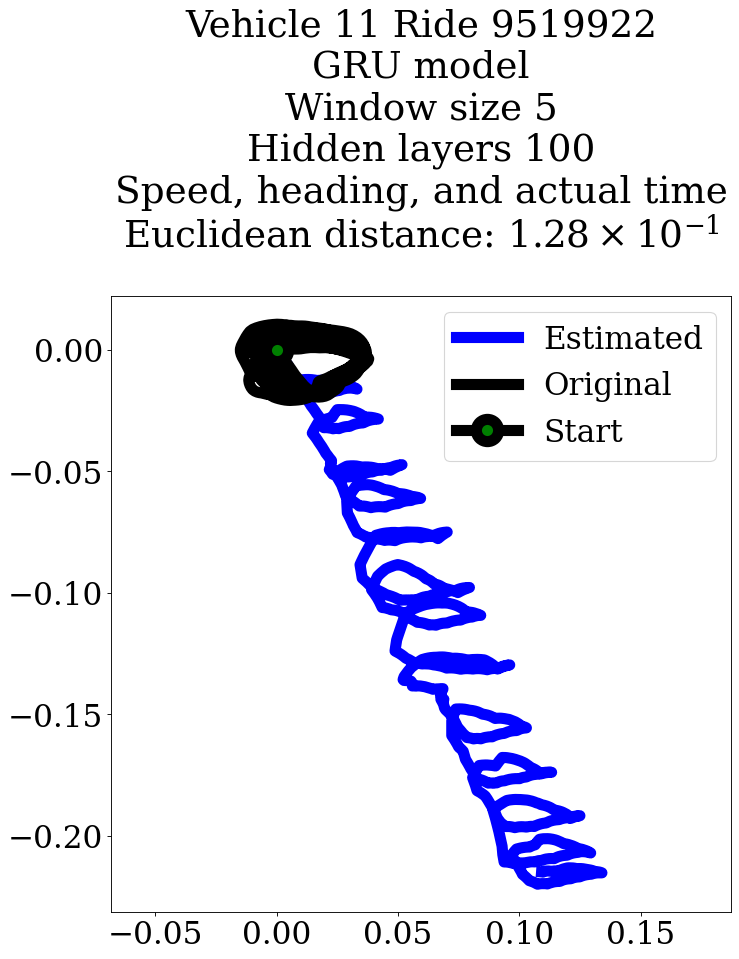 Vehicle 11 Ride 9519922
GRU model
Window size 5
Hidden layers 100
Speed, heading, and actual time
Euclidean distance: 1.28 × 10⁻¹
Estimated
Original
Start
0.00
−0.05
−0.10
−0.15
−0.20
−0.05 0.00 0.05 0.10 0.15